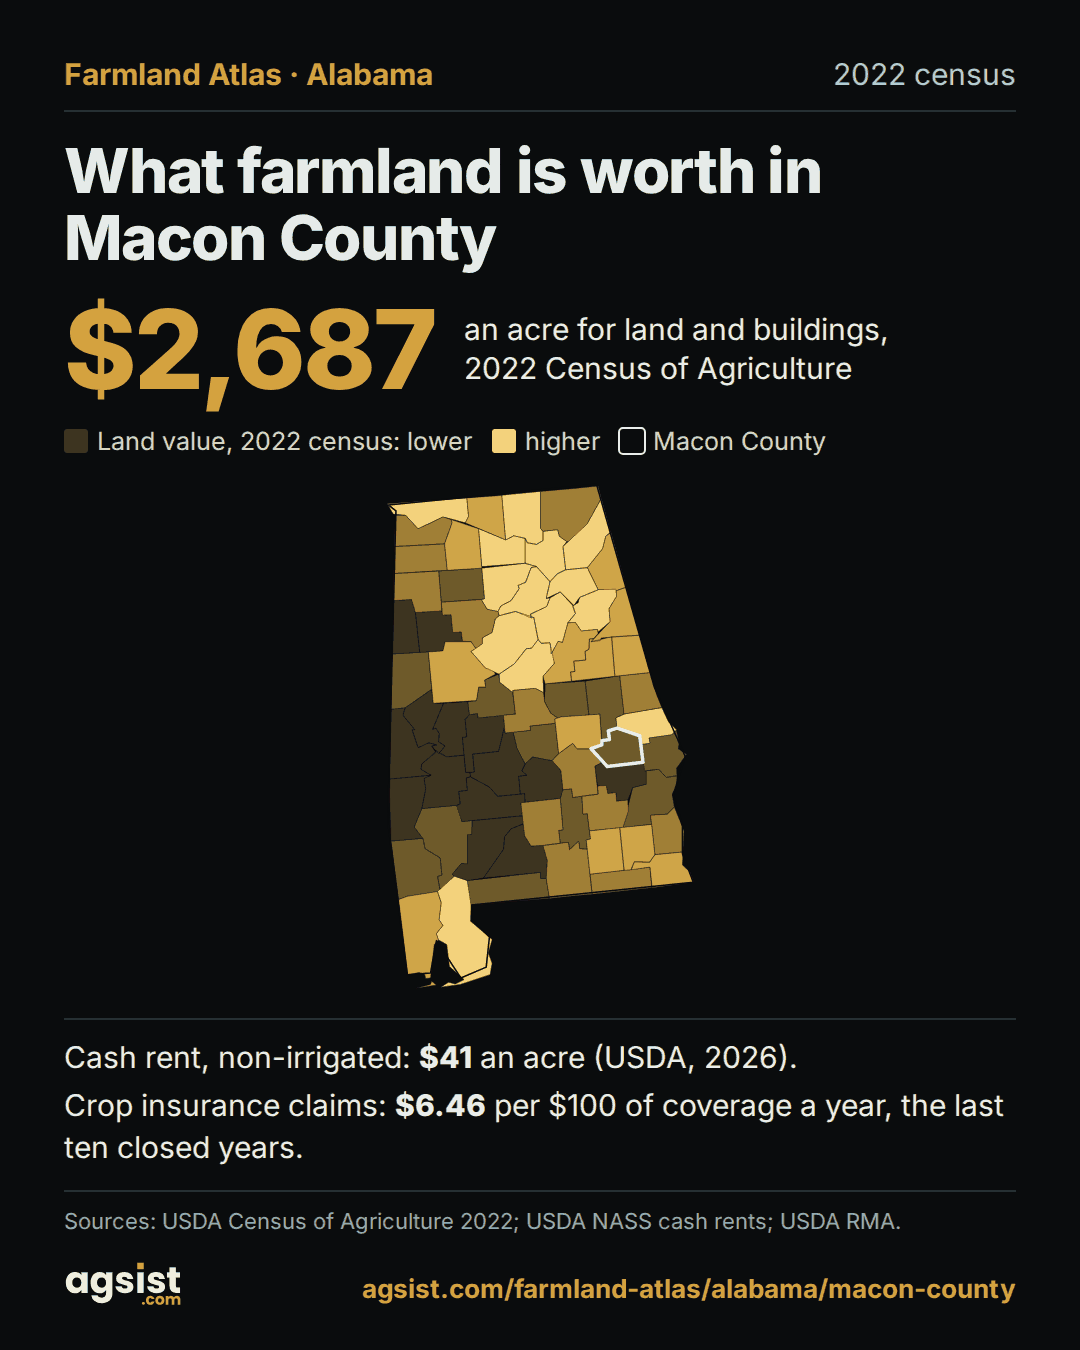 Farmland Atlas · Alabama
2022 census
What farmland is worth in
Macon County
$2,687
an acre for land and buildings,
2022 Census of Agriculture
Land value, 2022 census: lower
higher
Macon County
Cash rent, non-irrigated: $41 an acre (USDA, 2026).
Crop insurance claims: $6.46 per $100 of coverage a year, the last
ten closed years.
Sources: USDA Census of Agriculture 2022; USDA NASS cash rents; USDA RMA.
agsist
.com
agsist.com/farmland-atlas/alabama/macon-county